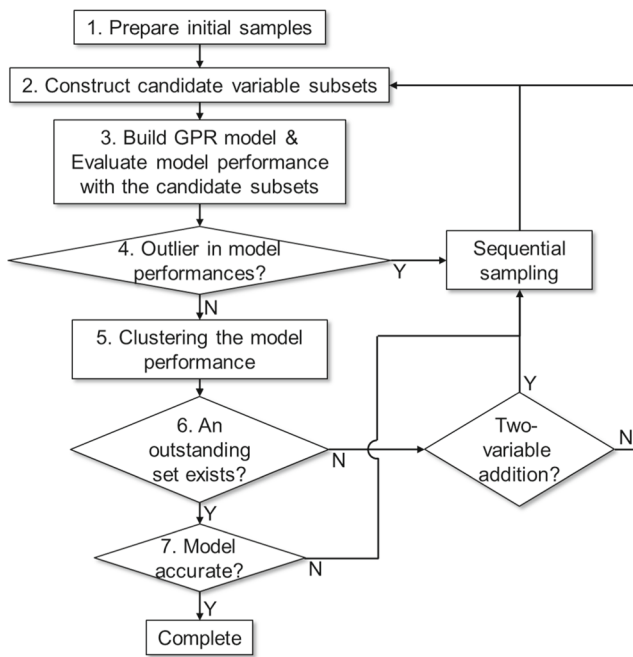 1. Prepare initial samples
2. Construct candidate variable subsets
3. Build GPR model &
Evaluate model performance
with the candidate subsets
4. Outlier in model
performances?
Y
Sequential
sampling
N
5. Clustering the model
performance
Y
6. An
outstanding
set exists?
N
Two-
variable
addition?
N
Y
7. Model
accurate?
N
Y
Complete